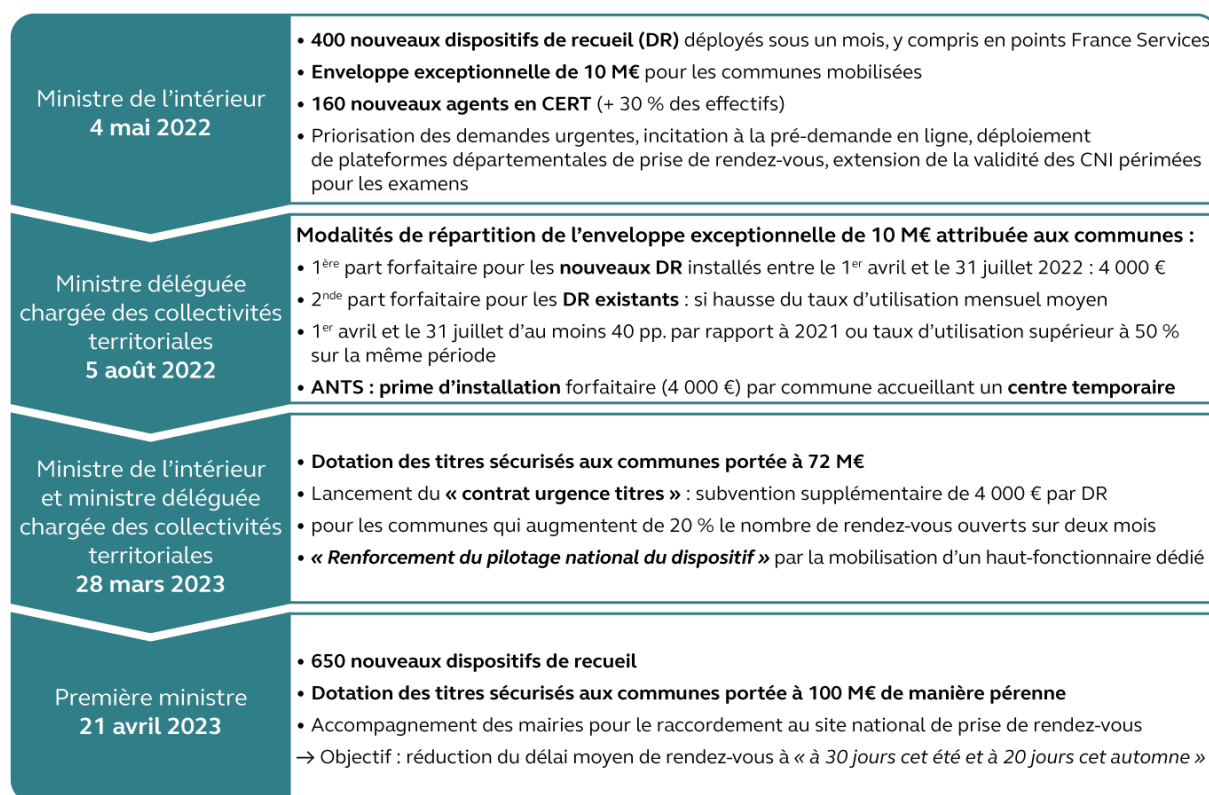 Ministre de l'intérieur
4 mai 2022
• 400 nouveaux dispositifs de recueil (DR) déployés sous un mois, y compris en points France Services
• Enveloppe exceptionnelle de 10 M€ pour les communes mobilisées
• 160 nouveaux agents en CERT (+ 30 % des effectifs)
• Priorisation des demandes urgentes, incitation à la pré-demande en ligne, déploiement
de plateformes départementales de prise de rendez-vous, extension de la validité des CNI périmées
pour les examens
Ministre déléguée
chargée des collectivités
territoriales
5 août 2022
Modalités de répartition de l'enveloppe exceptionnelle de 10 M€ attribuée aux communes :
• 1ère part forfaitaire pour les nouveaux DR installés entre le 1er avril et le 31 juillet 2022 : 4 000 €
• 2nde part forfaitaire pour les DR existants : si hausse du taux d'utilisation mensuel moyen
• 1er avril et le 31 juillet d'au moins 40 pp. par rapport à 2021 ou taux d'utilisation supérieur à 50 %
sur la même période
• ANTS : prime d'installation forfaitaire (4 000 €) par commune accueillant un centre temporaire
Ministre de l'intérieur
et ministre déléguée
chargée des collectivités
territoriales
28 mars 2023
• Dotation des titres sécurisés aux communes portée à 72 M€
• Lancement du « contrat urgence titres » : subvention supplémentaire de 4 000 € par DR
• pour les communes qui augmentent de 20 % le nombre de rendez-vous ouverts sur deux mois
• « Renforcement du pilotage national du dispositif » par la mobilisation d'un haut-fonctionnaire dédié
Première ministre
21 avril 2023
• 650 nouveaux dispositifs de recueil
• Dotation des titres sécurisés aux communes portée à 100 M€ de manière pérenne
• Accompagnement des mairies pour le raccordement au site national de prise de rendez-vous
→ Objectif : réduction du délai moyen de rendez-vous à « à 30 jours cet été et à 20 jours cet automne »